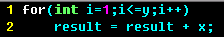 1 for(int i=1;i<=y;i++)
2     result = result + x;